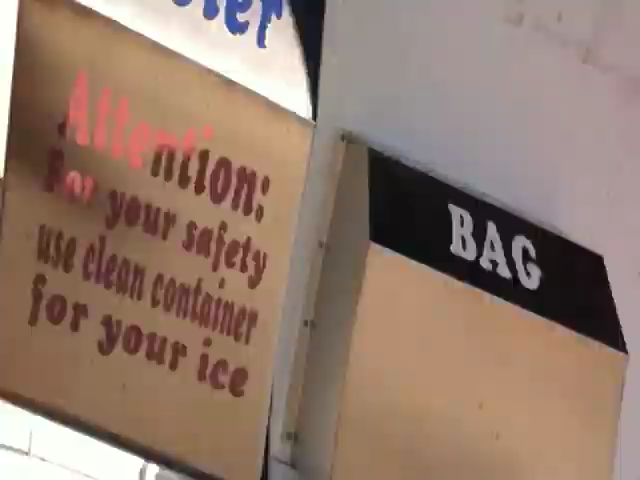 Attention:
For your safety
use clean container
for your ice
BAG